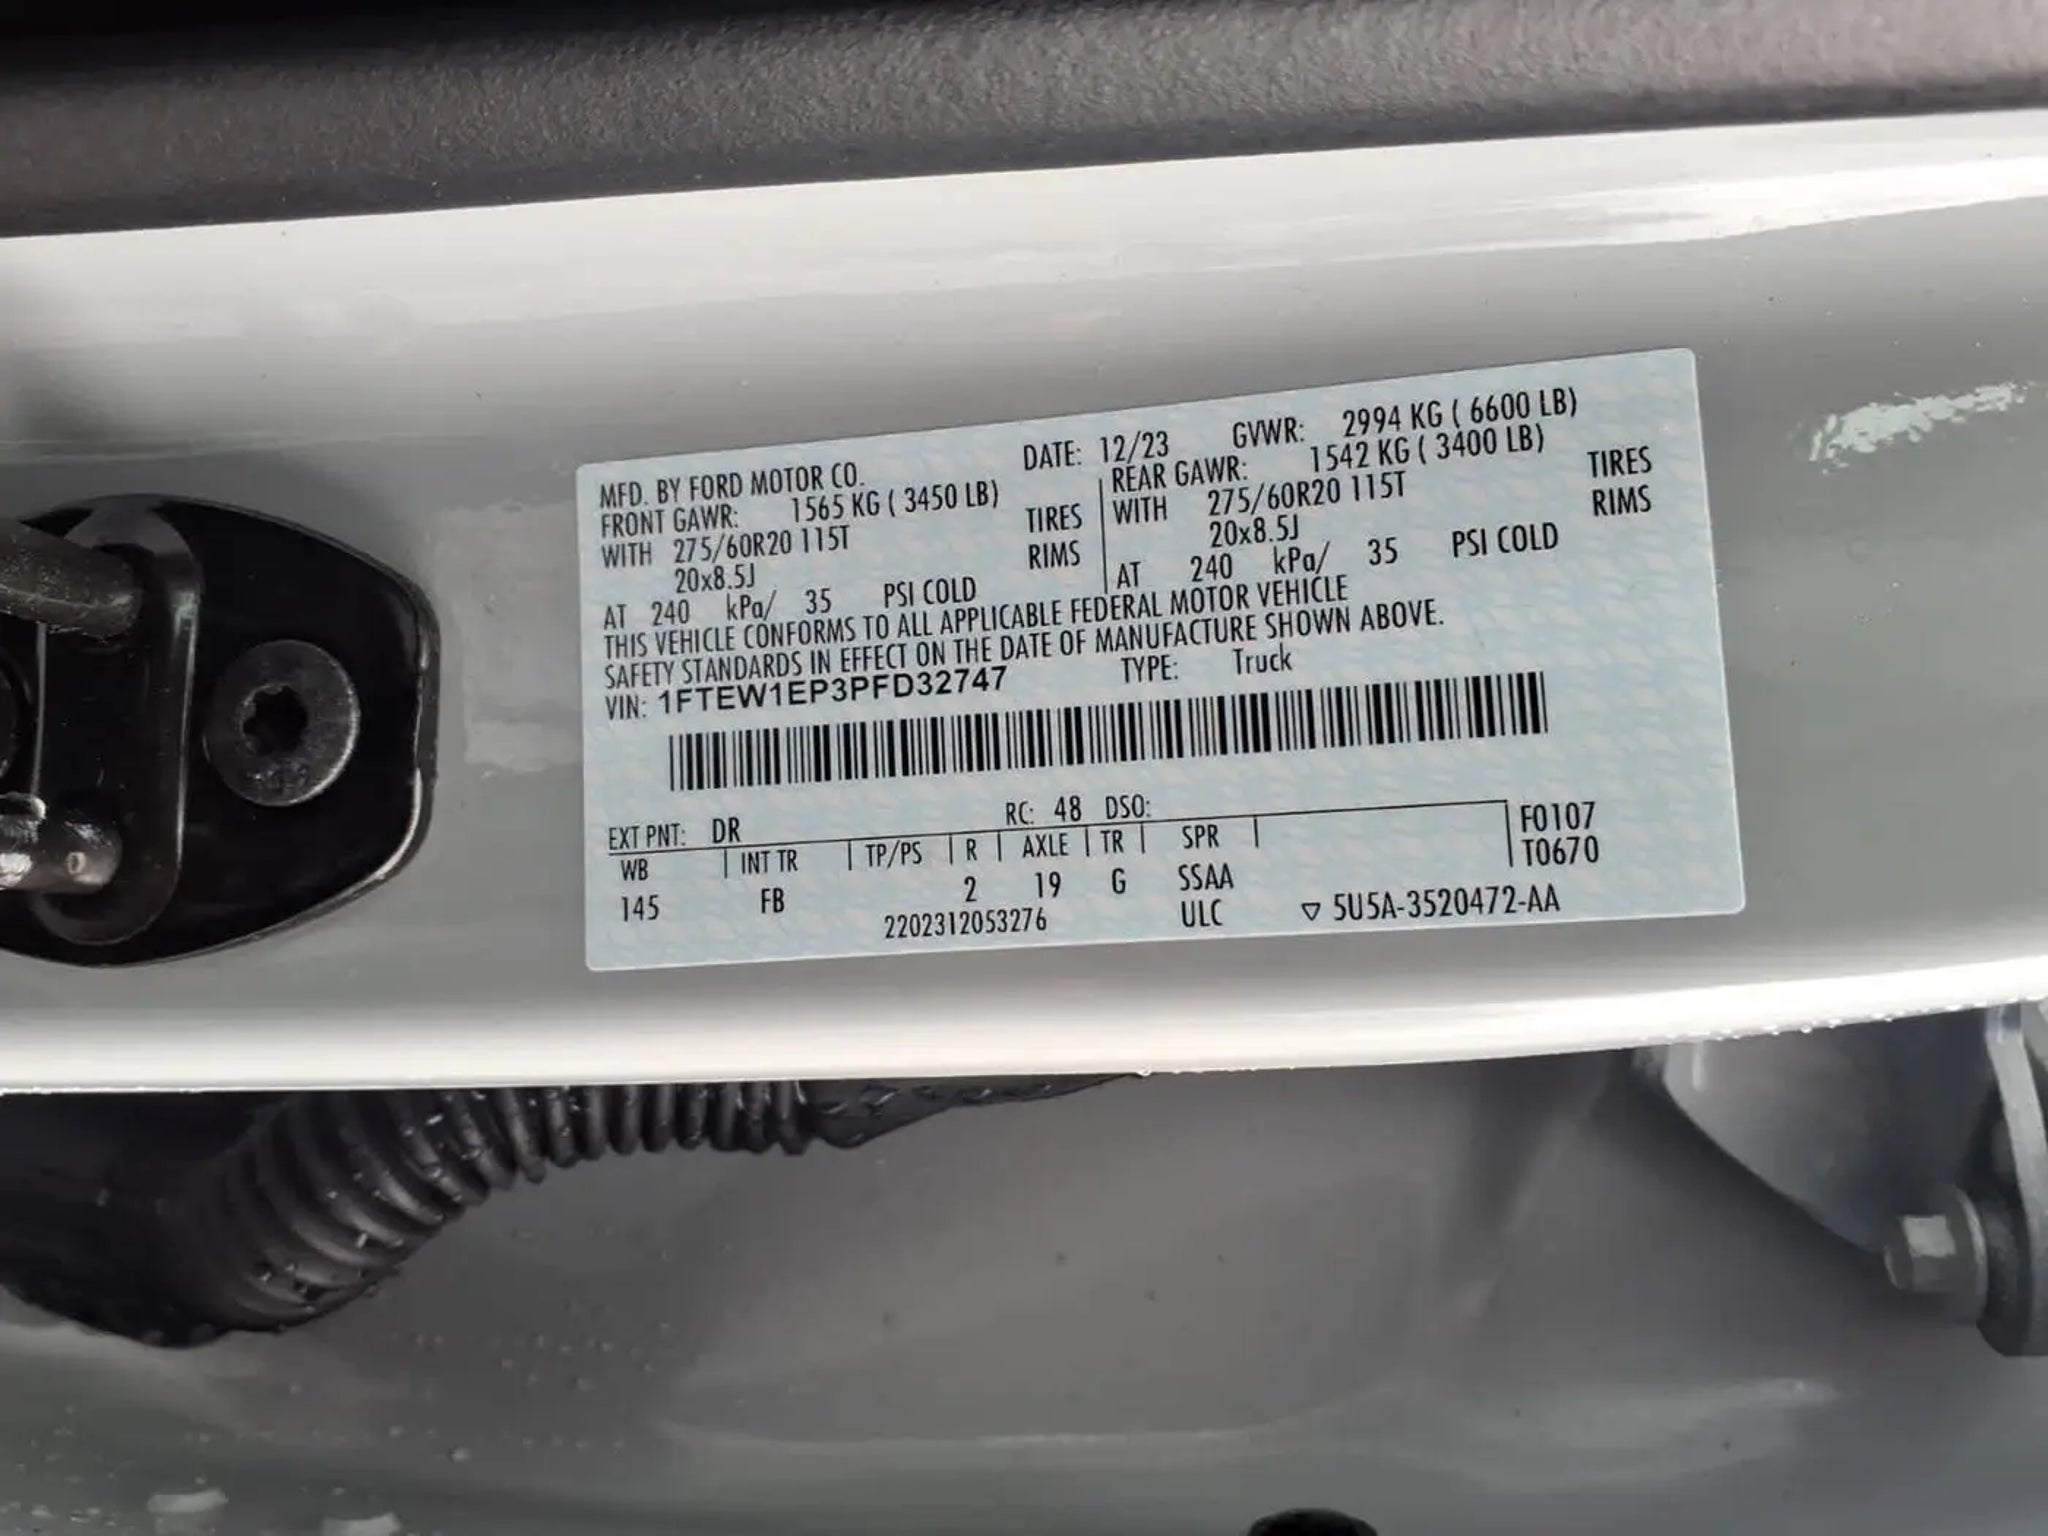 MFD. BY FORD MOTOR CO. DATE: 12/23 GVWR: 2994 KG ( 6600 LB)
FRONT GAWR: 1565 KG ( 3450 LB) REAR GAWR: 1542 KG ( 3400 LB)
WITH 275/60R20 115T TIRES WITH 275/60R20 115T TIRES
20x8.5J RIMS 20x8.5J RIMS
AT 240 kPa/ 35 PSI COLD AT 240 kPa/ 35 PSI COLD
THIS VEHICLE CONFORMS TO ALL APPLICABLE FEDERAL MOTOR VEHICLE
SAFETY STANDARDS IN EFFECT ON THE DATE OF MANUFACTURE SHOWN ABOVE.
VIN: 1FTEW1EP3PFD32747 TYPE: Truck
EXT PNT: DR RC: 48 DSO: F0107
WB INT TR TP/PS R AXLE TR SPR T0670
145 FB 2 19 G SSAA
2202312053276 ULC ▽ 5U5A-3520472-AA